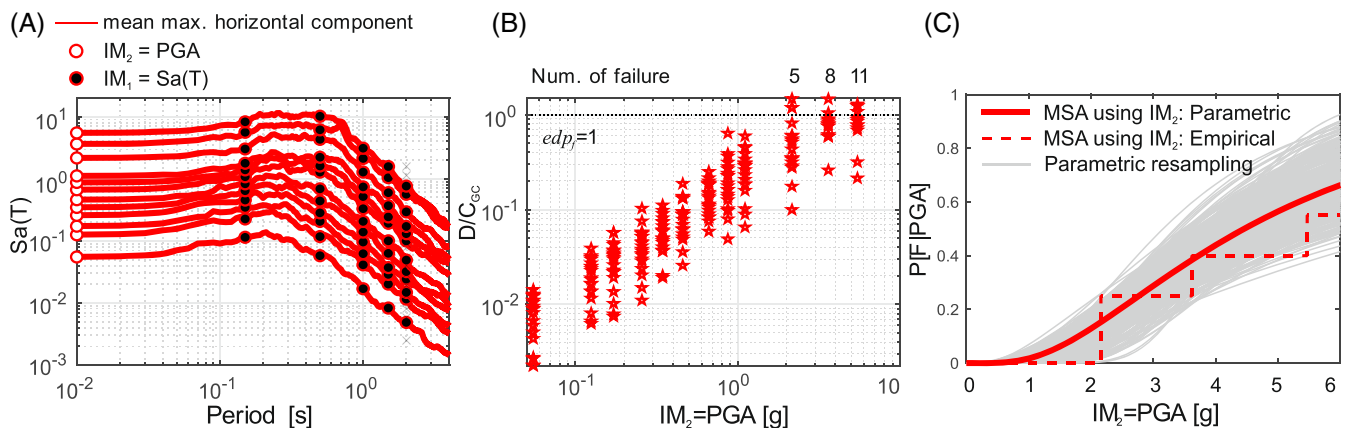 (A)
mean max. horizontal component
IM₂ = PGA
IM₁ = Sa(T)
Sa(T)
10¹
10⁰
10⁻¹
10⁻²
10⁻³
10⁻² 10⁻¹ 10⁰
Period [s]
(B)
Num. of failure 5 8 11
edp_f=1
D/C_GC
10⁰
10⁻¹
10⁻²
10⁻¹ 10⁰ 10
IM₂=PGA [g]
(C)
MSA using IM₂: Parametric
MSA using IM₂: Empirical
Parametric resampling
P[F|PGA]
1
0.8
0.6
0.4
0.2
0
0 1 2 3 4 5 6
IM₂=PGA [g]